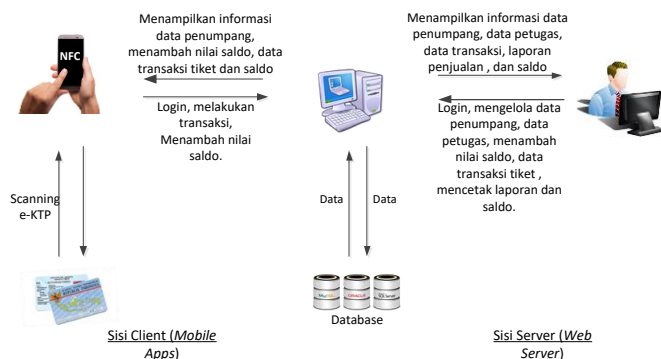 Menampilkan informasi
data penumpang,
menambah nilai saldo, data
transaksi tiket dan saldo
Login, melakukan
transaksi,
Menambah nilai
saldo.
NFC
Menampilkan informasi data
penumpang, data petugas,
data transaksi, laporan
penjualan , dan saldo
Login, mengelola data
penumpang, data
petugas, menambah
nilai saldo, data
transaksi tiket ,
mencetak laporan dan
saldo.
Scanning
e-KTP
Data
Data
ORACLE
Database
Sisi Client (Mobile
Apps)
Sisi Server (Web
Server)